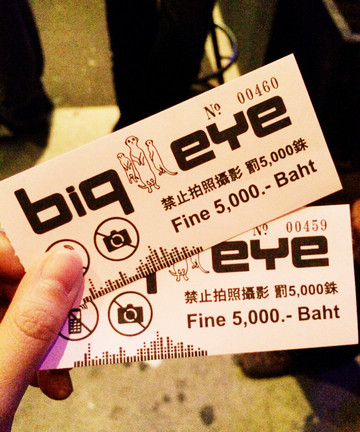 Nº 00460
big eye
禁止拍照攝影 罰5,000銖
Fine 5,000.- Baht
Nº 00459
eye
禁止拍照攝影 罰5,000銖
Fine 5,000.- Baht